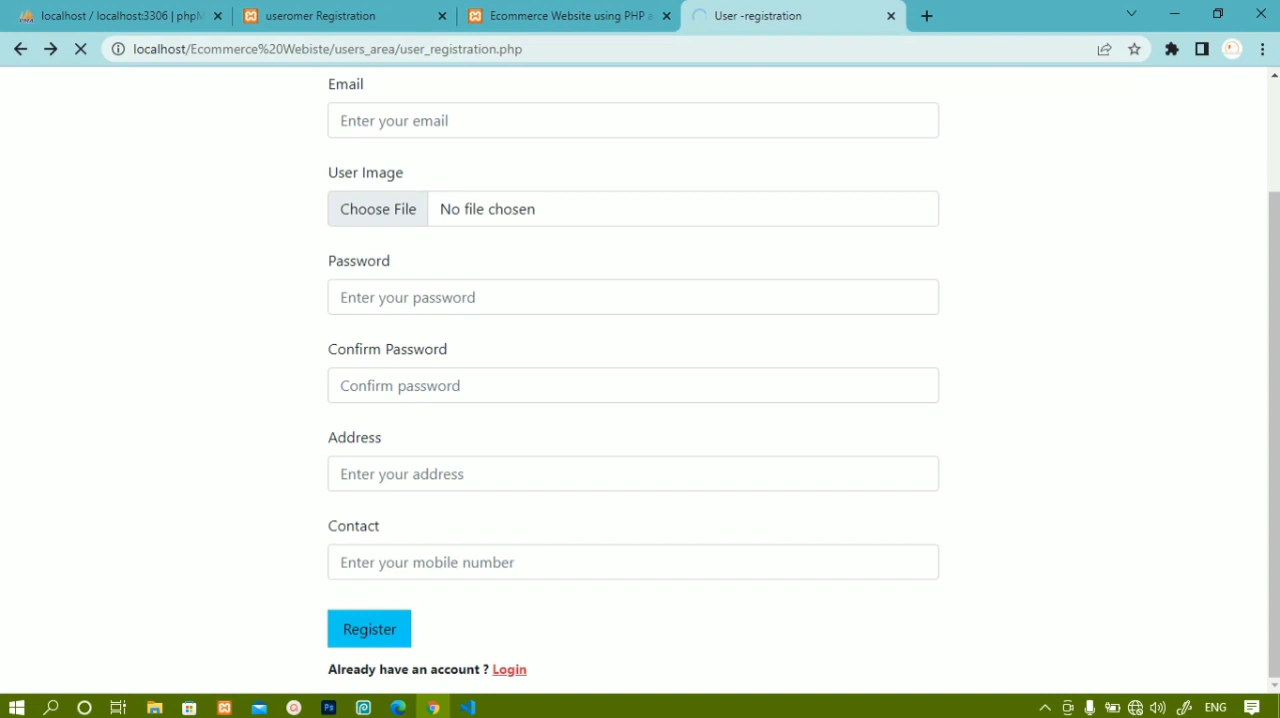 localhost / localhost:3306 | phpM
useromer Registration
Ecommerce Website using PHP a
User -registration
localhost/Ecommerce%20Webiste/users_area/user_registration.php
Email
Enter your email
User Image
Choose File No file chosen
Password
Enter your password
Confirm Password
Confirm password
Address
Enter your address
Contact
Enter your mobile number
Register
Already have an account ? Login
Ps
ENG